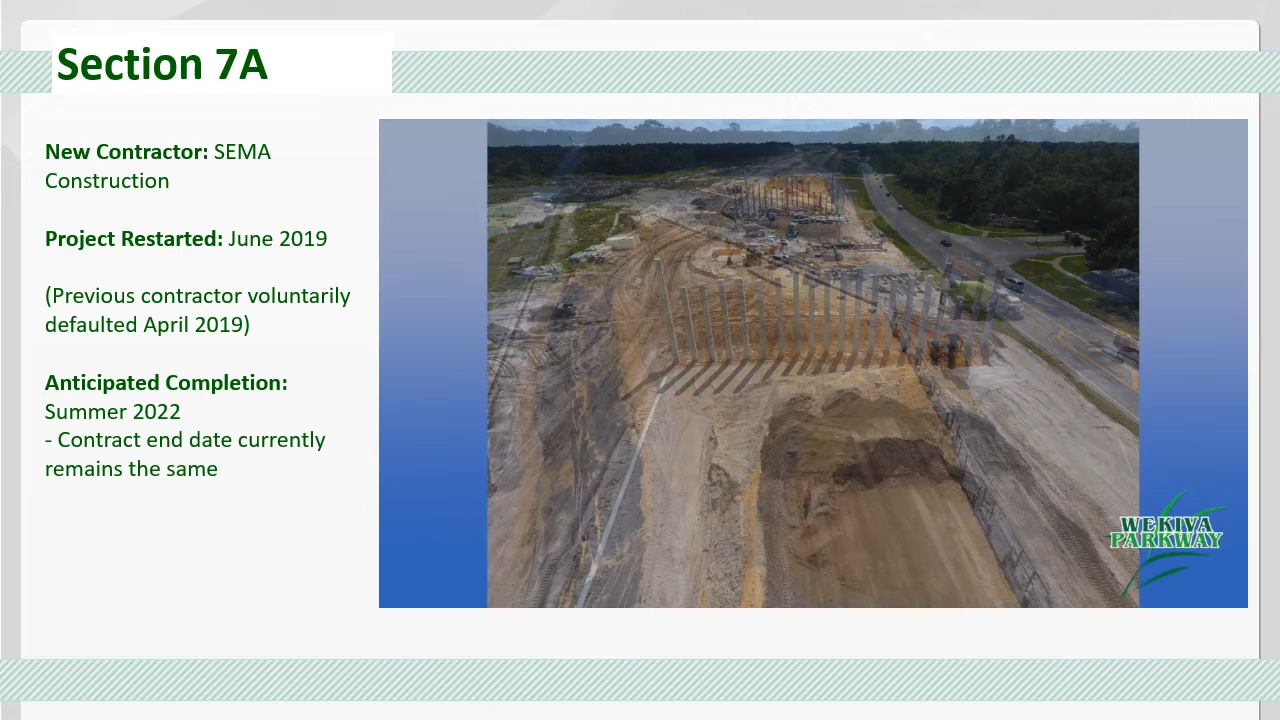 Section 7A
New Contractor: SEMA
Construction
Project Restarted: June 2019
(Previous contractor voluntarily
defaulted April 2019)
Anticipated Completion:
Summer 2022
- Contract end date currently
remains the same
WEKIVA
PARKWAY